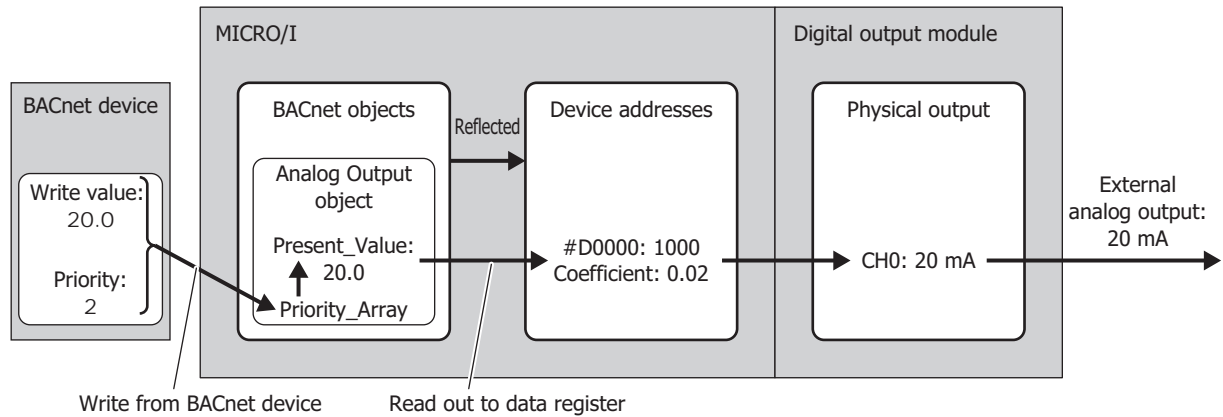 MICRO/I
Digital output module
BACnet device
Write value:
20.0
Priority:
2
BACnet objects
Analog Output
object
Present_Value:
20.0
Priority_Array
Reflected
Device addresses
#D0000: 1000
Coefficient: 0.02
Physical output
CH0: 20 mA
External
analog output:
20 mA
Write from BACnet device
Read out to data register